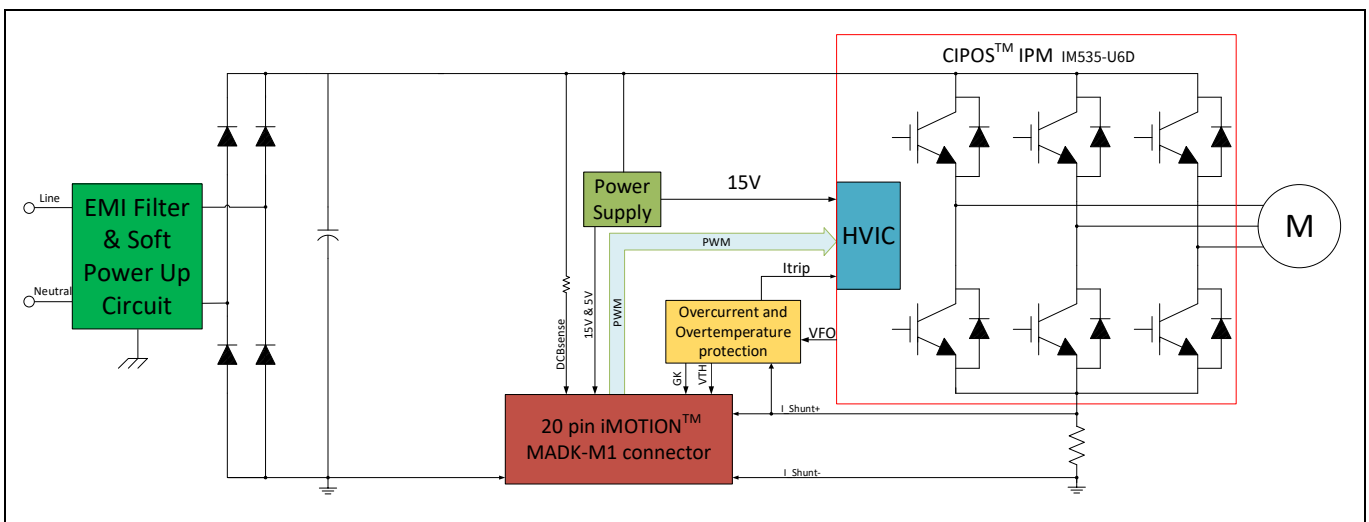 CIPOS™ IPM IM535-U6D
Line
EMI Filter
& Soft
Power Up
Circuit
Neutral
Power
Supply
15V
HVIC
M
PWM
Itrip
DCBsense
15V & 5V
PWM
Overcurrent and
Overtemperature
protection
VFO
GK
VTH
20 pin iMOTION™
MADK-M1 connector
I_Shunt+
I_Shunt-